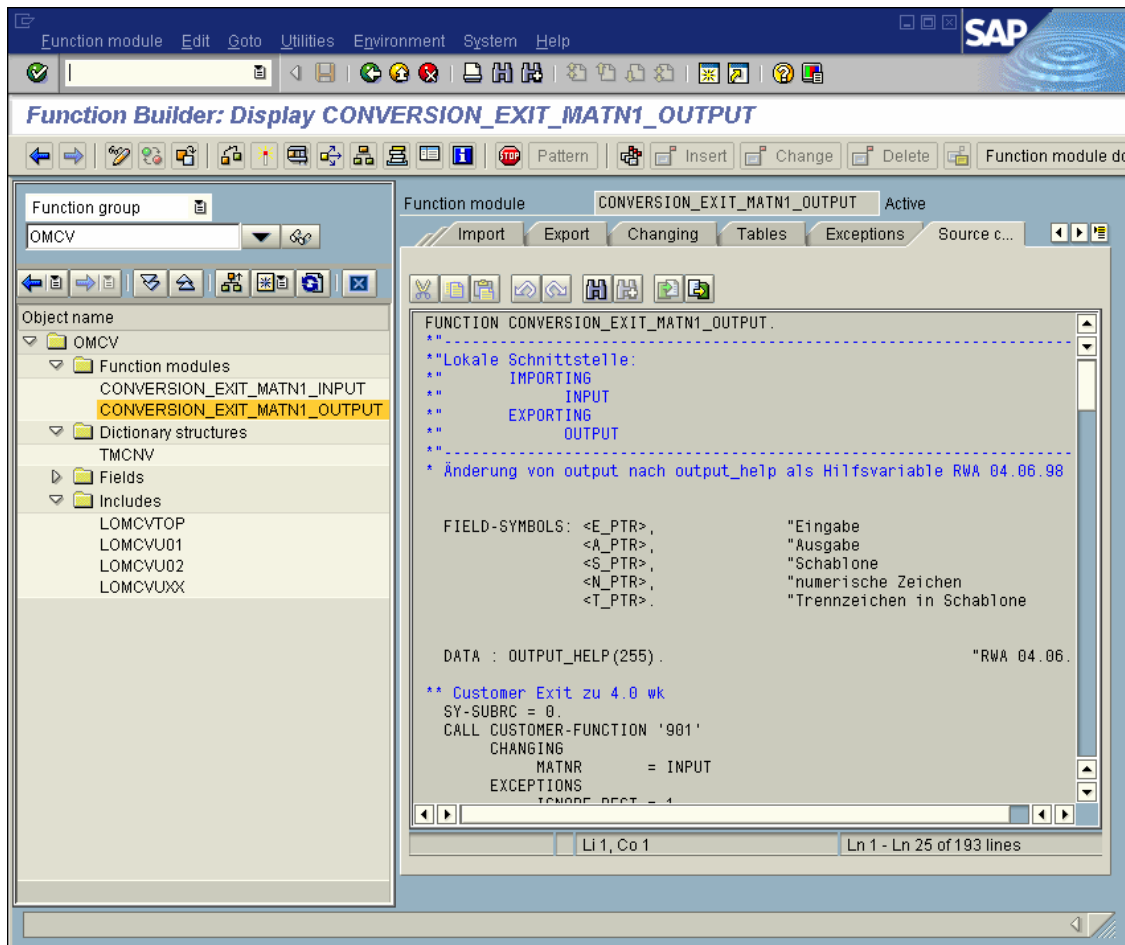 SAP
Function module Edit Goto Utilities Environment System Help
Function Builder: Display CONVERSION_EXIT_MATN1_OUTPUT
Pattern Insert Change Delete Function module do
Function group
OMCV
Object name
OMCV
Function modules
CONVERSION_EXIT_MATN1_INPUT
CONVERSION_EXIT_MATN1_OUTPUT
Dictionary structures
TMCNV
Fields
Includes
LOMCVTOP
LOMCVU01
LOMCVU02
LOMCVUXX
Function module CONVERSION_EXIT_MATN1_OUTPUT Active
Import Export Changing Tables Exceptions Source c...
FUNCTION CONVERSION_EXIT_MATN1_OUTPUT.
*"----------------------------------------------------------------------
*"Lokale Schnittstelle:
*" IMPORTING
*" INPUT
*" EXPORTING
*" OUTPUT
*"----------------------------------------------------------------------
* Änderung von output nach output_help als Hilfsvariable RWA 04.06.98
FIELD-SYMBOLS: <E_PTR>, "Eingabe
<A_PTR>, "Ausgabe
<S_PTR>, "Schablone
<N_PTR>, "numerische Zeichen
<T_PTR>. "Trennzeichen in Schablone
DATA : OUTPUT_HELP(255). "RWA 04.06.
** Customer Exit zu 4.0 wk
SY-SUBRC = 0.
CALL CUSTOMER-FUNCTION '901'
CHANGING
MATNR = INPUT
EXCEPTIONS
Li 1, Co 1 Ln 1 - Ln 25 of 193 lines